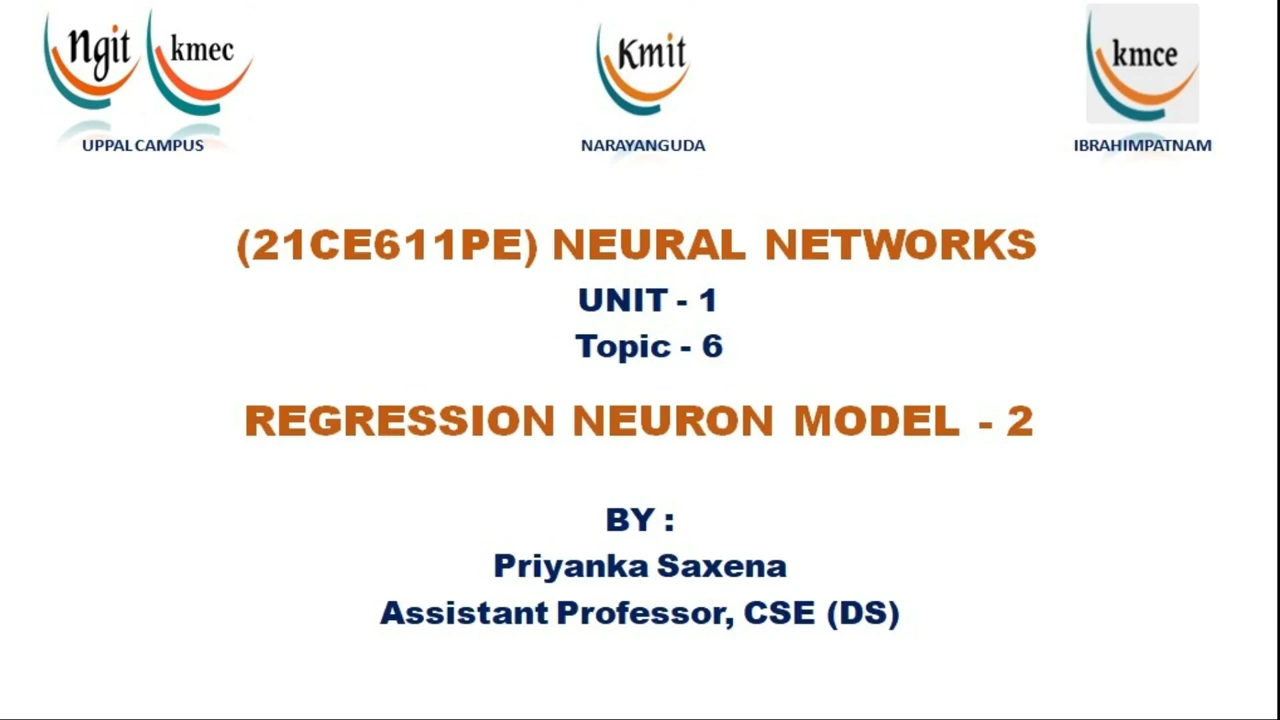 Ngit kmec Kmit kmce
UPPAL CAMPUS NARAYANGUDA IBRAHIMPATNAM
(21CE611PE) NEURAL NETWORKS
UNIT - 1
Topic - 6
REGRESSION NEURON MODEL - 2
BY :
Priyanka Saxena
Assistant Professor, CSE (DS)